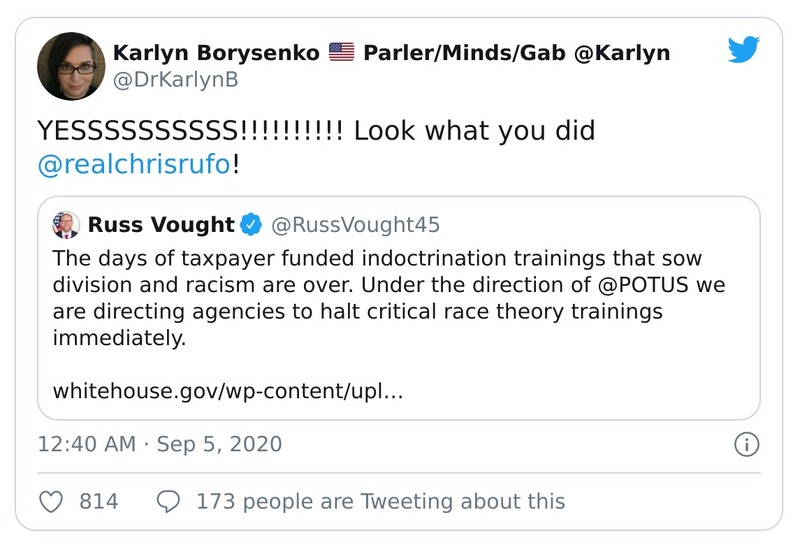 Karlyn Borysenko 🇺🇸 Parler/Minds/Gab @Karlyn
@DrKarlynB
YESSSSSSSSSS!!!!!!!!!! Look what you did
@realchrisrufo!
Russ Vought @RussVought45
The days of taxpayer funded indoctrination trainings that sow
division and racism are over. Under the direction of @POTUS we
are directing agencies to halt critical race theory trainings
immediately.
whitehouse.gov/wp-content/upl...
12:40 AM · Sep 5, 2020
814 173 people are Tweeting about this